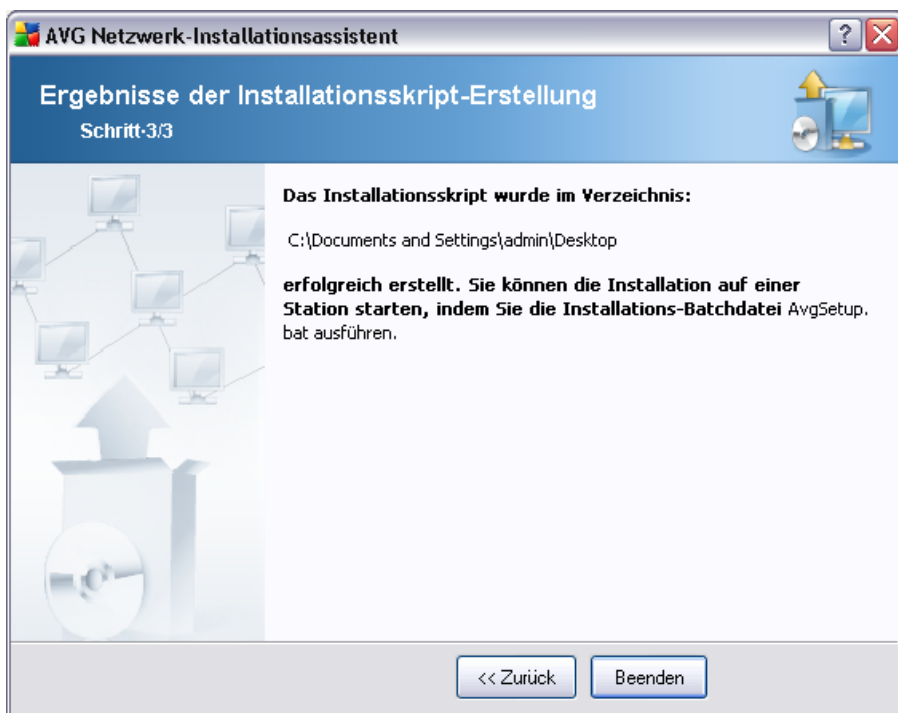 AVG Netzwerk-Installationsassistent
Ergebnisse der Installationsskript-Erstellung
Schritt-3/3
Das Installationsskript wurde im Verzeichnis:
C:\Documents and Settings\admin\Desktop
erfolgreich erstellt. Sie können die Installation auf einer
Station starten, indem Sie die Installations-Batchdatei AvgSetup.
bat ausführen.
<< Zurück
Beenden